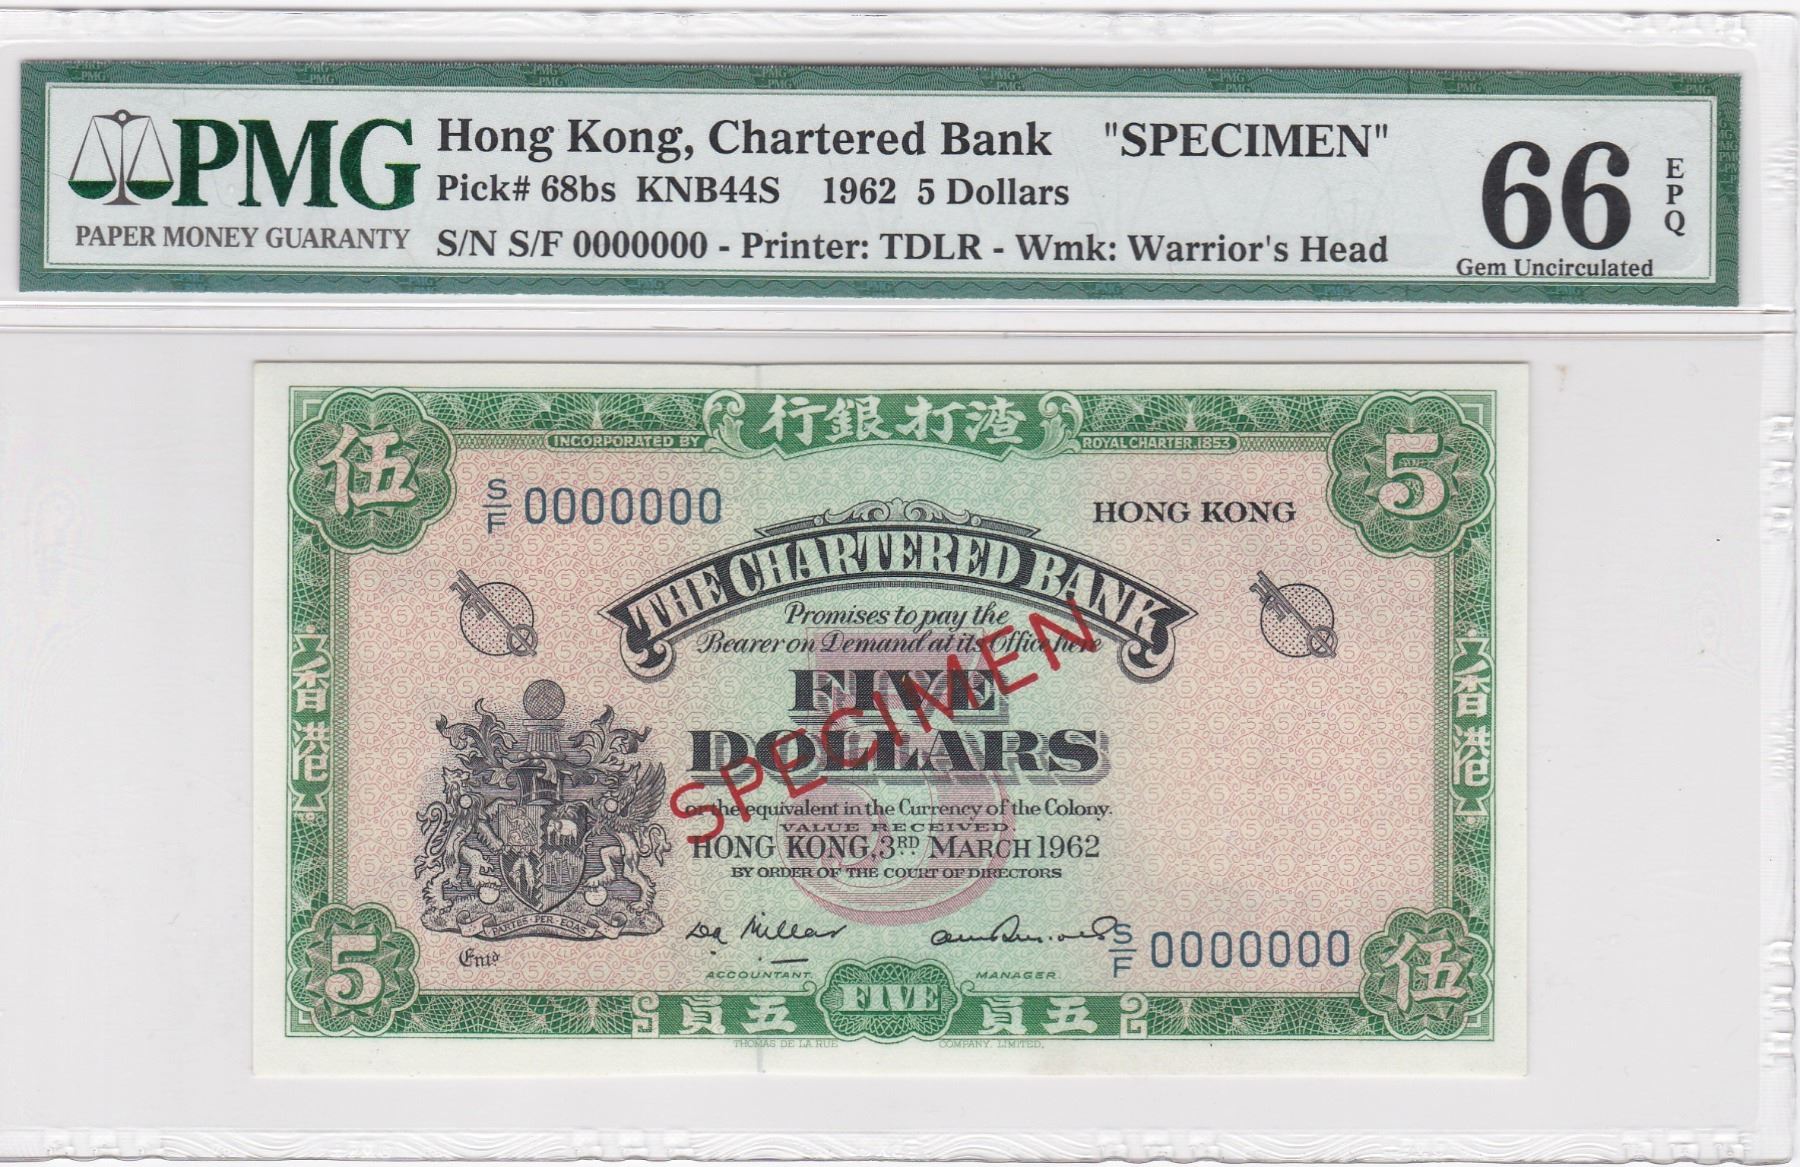 PMG
PAPER MONEY GUARANTY
Hong Kong, Chartered Bank "SPECIMEN"
Pick# 68bs KNB44S 1962 5 Dollars
S/N S/F 0000000 - Printer: TDLR - Wmk: Warrior's Head
66
EPQ
Gem Uncirculated
行銀打渣
INCORPORATED BY ROYAL CHARTER.1853
伍
5
S/F 0000000
HONG KONG
THE CHARTERED BANK
Promises to pay the
Bearer on Demand at its Office here
FIVE
DOLLARS
SPECIMEN
or the equivalent in the Currency of the Colony.
VALUE RECEIVED
HONG KONG, 3RD MARCH 1962
BY ORDER OF THE COURT OF DIRECTORS
香港
香港
PARTES·PER·EQAS
Entd
ACCOUNTANT.
MANAGER.
S/F 0000000
5
伍
員五
FIVE
員五
THOMAS DE LA RUE COMPANY, LIMITED.